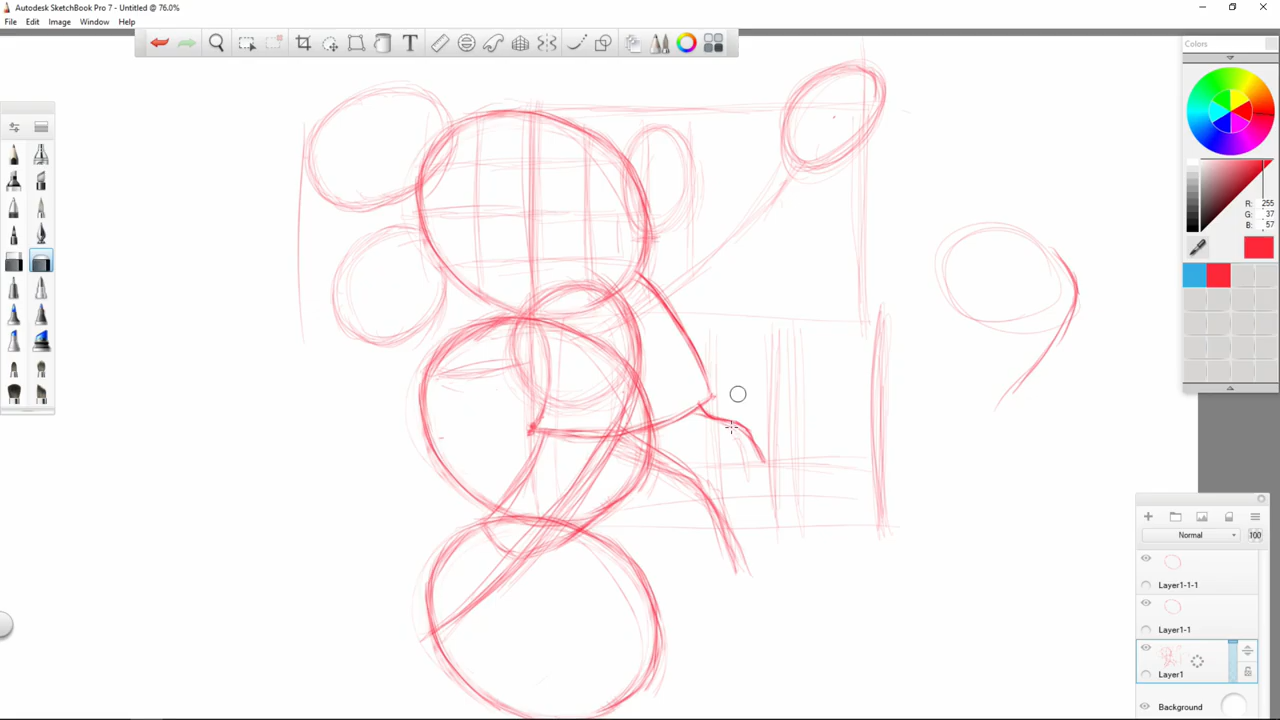 Autodesk SketchBook Pro 7 - Untitled @ 76.0%
File Edit Image Window Help
Colors
R: 255
G: 37
B: 57
Normal 100
Layer1-1-1
Layer1-1
Layer1
Background